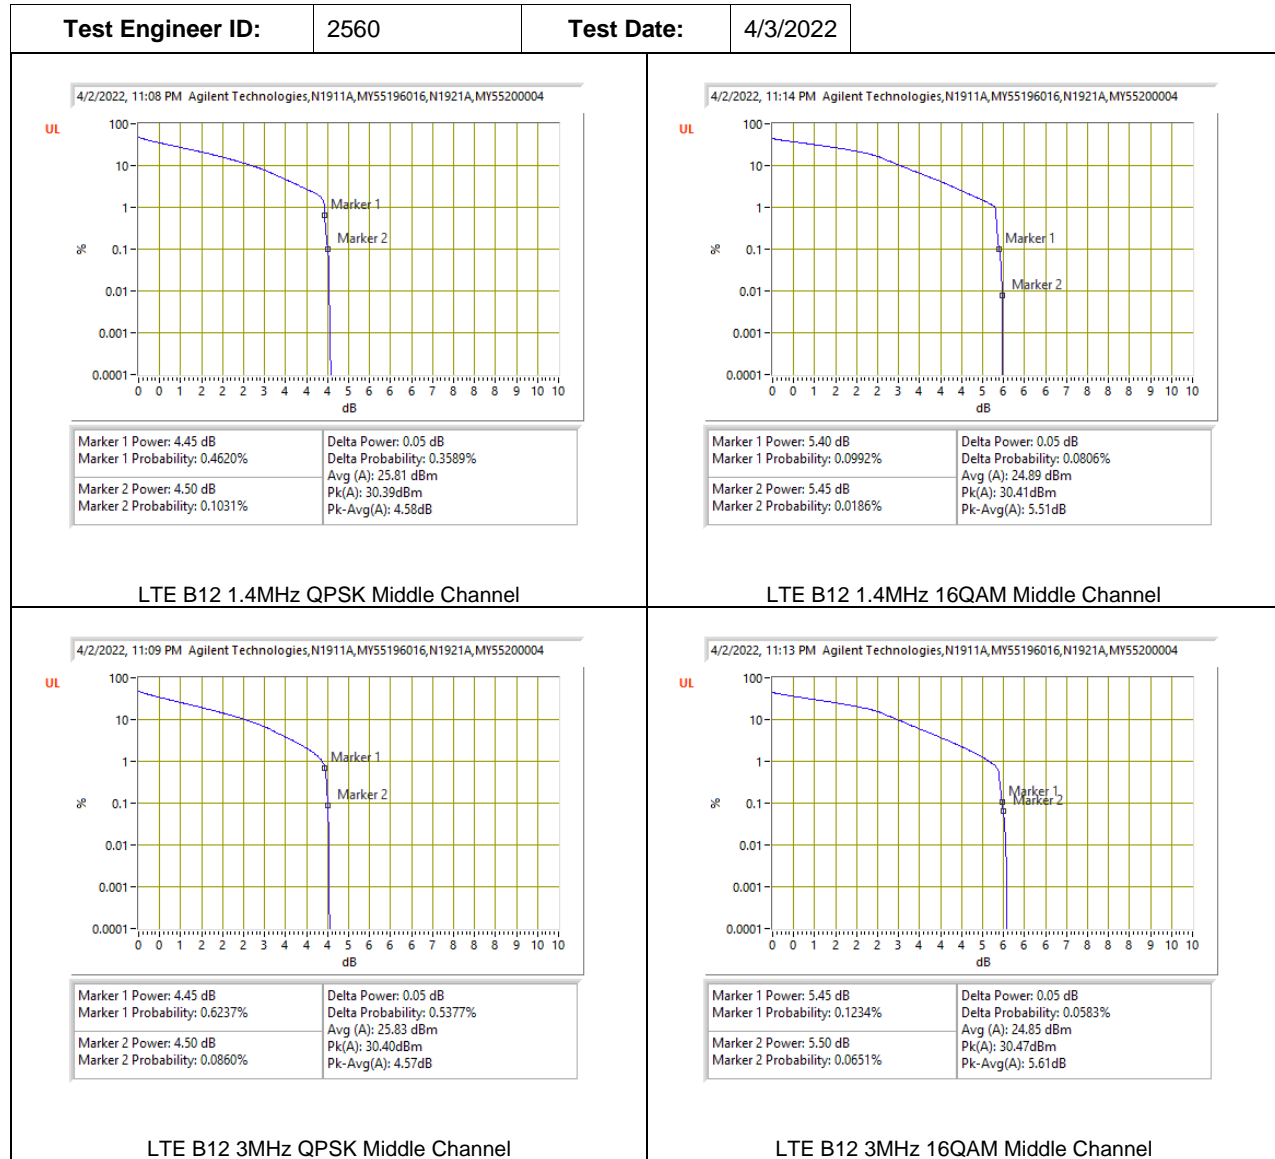 Test Engineer ID: 2560 Test Date: 4/3/2022
4/2/2022, 11:08 PM Agilent Technologies,N1911A,MY55196016,N1921A,MY55200004
UL
100
10
1
0.1
0.01
0.001
0.0001
%
Marker 1
Marker 2
0 0 1 2 2 2 3 4 4 4 5 5 6 7 7 8 8 8 9 10 10
dB
Marker 1 Power: 4.45 dB
Marker 1 Probability: 0.4620%
Marker 2 Power: 4.50 dB
Marker 2 Probability: 0.1031%
Delta Power: 0.05 dB
Delta Probability: 0.3589%
Avg (A): 25.81 dBm
Pk(A): 30.39dBm
Pk-Avg(A): 4.58dB
LTE B12 1.4MHz QPSK Middle Channel
4/2/2022, 11:14 PM Agilent Technologies,N1911A,MY55196016,N1921A,MY55200004
UL
100
10
1
0.1
0.01
0.001
0.0001
%
Marker 1
Marker 2
0 0 1 2 2 2 3 4 4 4 5 6 6 7 7 8 8 8 9 10 10
dB
Marker 1 Power: 5.40 dB
Marker 1 Probability: 0.0992%
Marker 2 Power: 5.45 dB
Marker 2 Probability: 0.0186%
Delta Power: 0.05 dB
Delta Probability: 0.0806%
Avg (A): 24.89 dBm
Pk(A): 30.41dBm
Pk-Avg(A): 5.51dB
LTE B12 1.4MHz 16QAM Middle Channel
4/2/2022, 11:09 PM Agilent Technologies,N1911A,MY55196016,N1921A,MY55200004
UL
100
10
1
0.1
0.01
0.001
0.0001
%
Marker 1
Marker 2
0 0 1 2 2 2 3 4 4 4 5 5 6 7 7 8 8 8 9 10 10
dB
Marker 1 Power: 4.45 dB
Marker 1 Probability: 0.6237%
Marker 2 Power: 4.50 dB
Marker 2 Probability: 0.0860%
Delta Power: 0.05 dB
Delta Probability: 0.5377%
Avg (A): 25.83 dBm
Pk(A): 30.40dBm
Pk-Avg(A): 4.57dB
LTE B12 3MHz QPSK Middle Channel
4/2/2022, 11:13 PM Agilent Technologies,N1911A,MY55196016,N1921A,MY55200004
UL
100
10
1
0.1
0.01
0.001
0.0001
%
Marker 1
Marker 2
0 0 1 2 2 2 3 4 4 4 5 6 6 7 7 8 8 8 9 10 10
dB
Marker 1 Power: 5.45 dB
Marker 1 Probability: 0.1234%
Marker 2 Power: 5.50 dB
Marker 2 Probability: 0.0651%
Delta Power: 0.05 dB
Delta Probability: 0.0583%
Avg (A): 24.85 dBm
Pk(A): 30.47dBm
Pk-Avg(A): 5.61dB
LTE B12 3MHz 16QAM Middle Channel